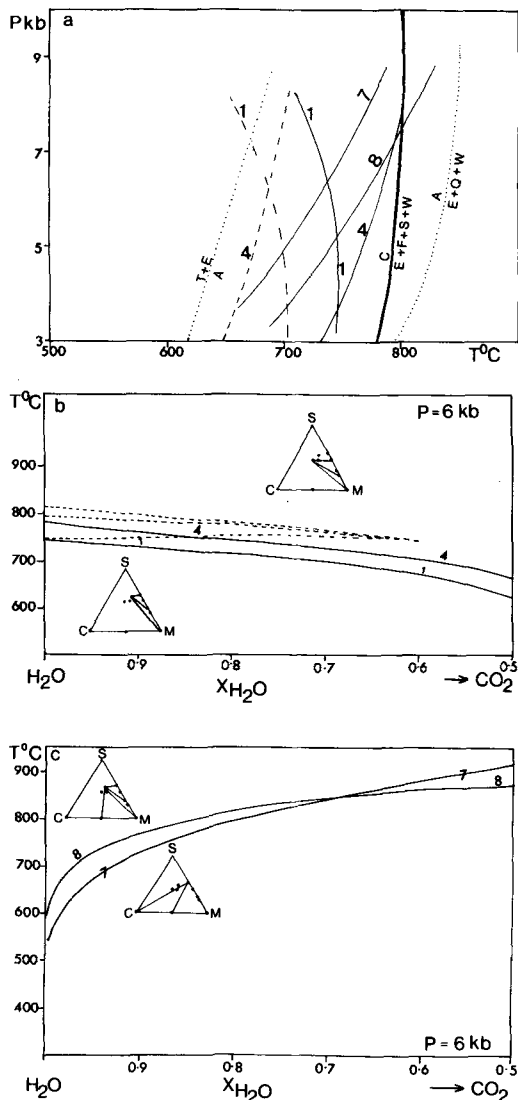 Pkb a
9
7
5
3
1
1
7
8
4
4
1
T+E
A
C
E+F+S+W
A
E+Q+W
500 600 700 800 T°C
T°C b P = 6 kb
900
800
700
600
S
C M
4
4
1
1
S
C M
H2O 0.9 0.8 0.7 0.6 0.5
XH2O → CO2
T°C C
900
800
700
600
500
400
S
C M
8
7
7
8
S
C M
P = 6 kb
H2O 0.9 0.8 0.7 0.6 0.5
XH2O → CO2